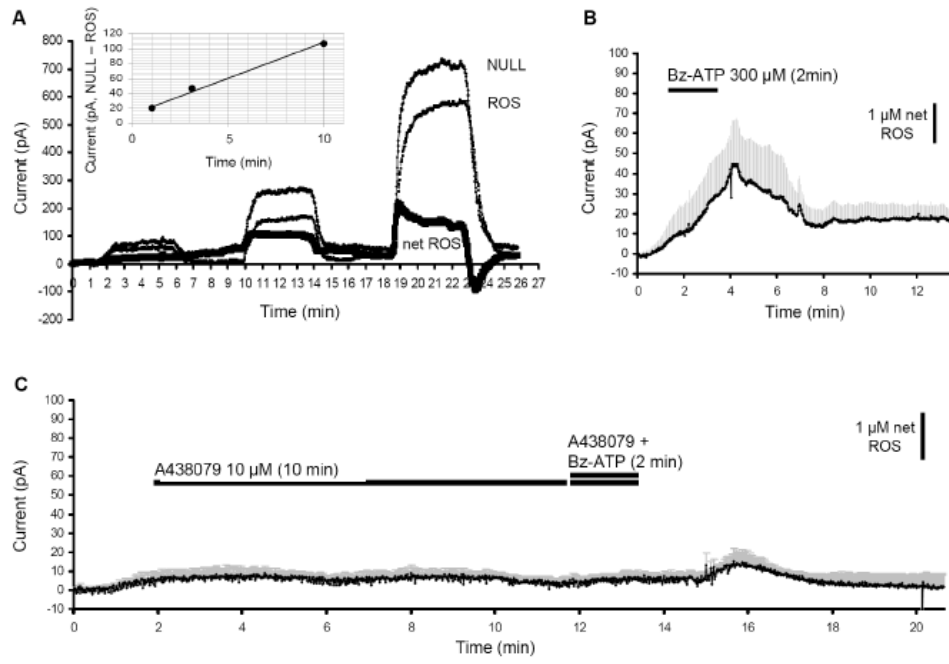 A
Current (pA, NULL – ROS)
120
100
80
60
40
20
0
0
5
10
Time (min)
800
700
600
500
400
300
200
100
0
-100
-200
Current (pA)
NULL
ROS
net ROS
0 1 2 3 4 5 6 7 8 9 10 11 12 13 14 15 16 17 18 19 20 21 22 23 24 25 26 27
Time (min)
B
100
90
80
70
60
50
40
30
20
10
0
-10
Current (pA)
Bz-ATP 300 µM (2min)
1 µM net
ROS
0 2 4 6 8 10 12
Time (min)
C
100
90
80
70
60
50
40
30
20
10
0
-10
Current (pA)
A438079 10 µM (10 min)
A438079 +
Bz-ATP (2 min)
1 µM net
ROS
0 2 4 6 8 10 12 14 16 18 20
Time (min)